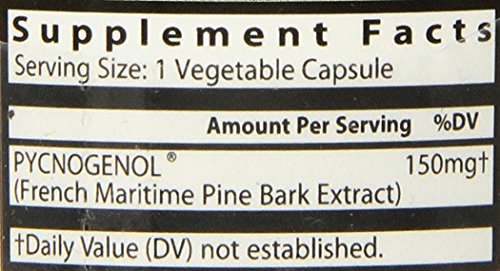 Supplement Facts
Serving Size: 1 Vegetable Capsule
Amount Per Serving %DV
PYCNOGENOL® 150mg†
(French Maritime Pine Bark Extract)
†Daily Value (DV) not established.